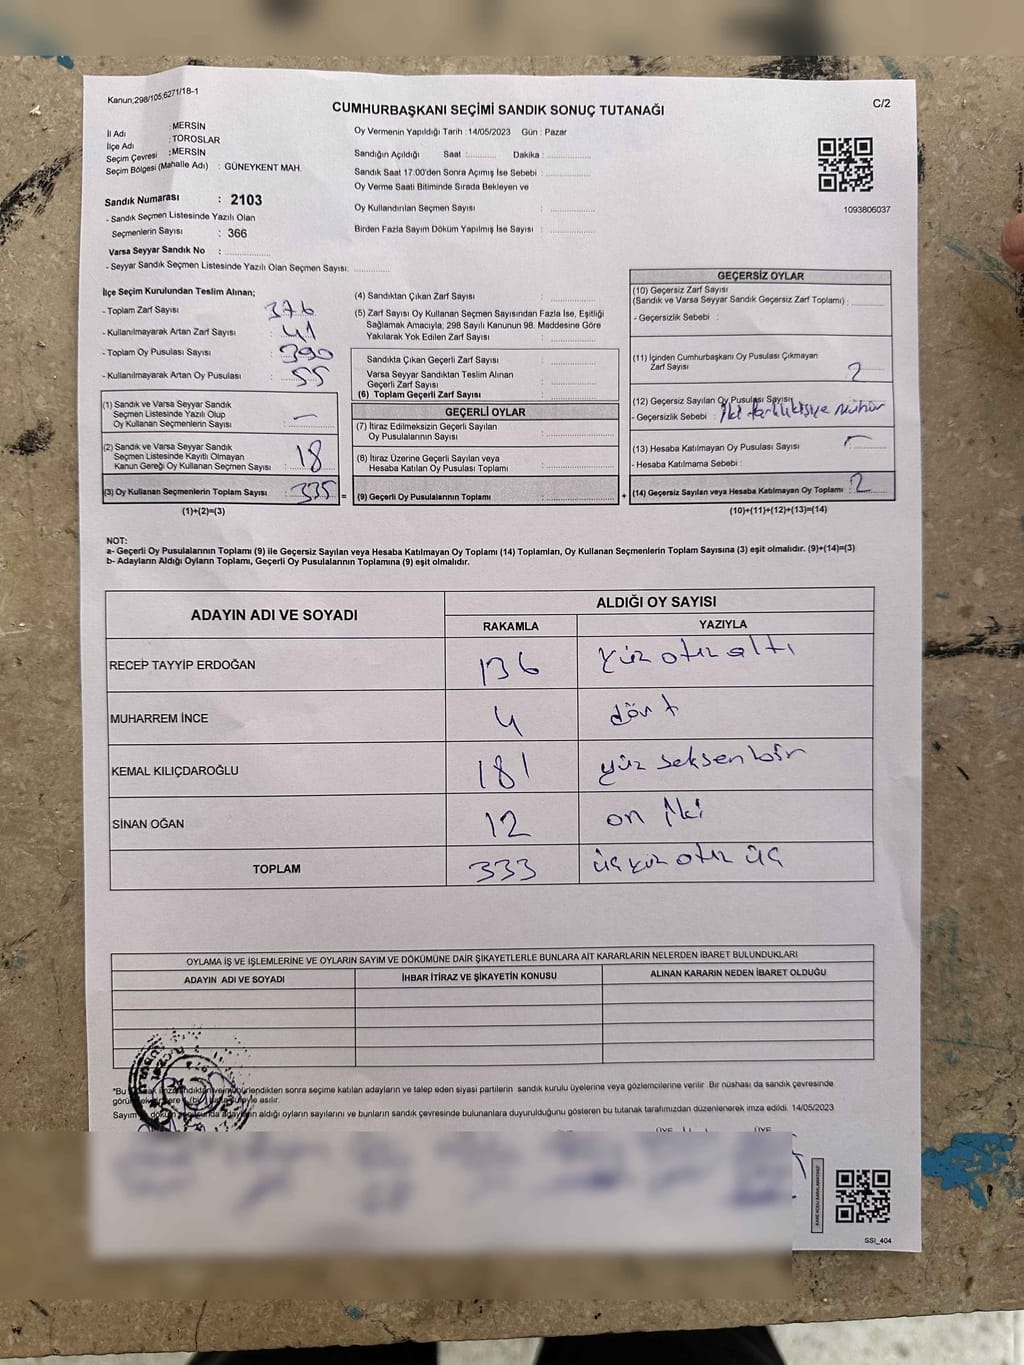 Kanun;298/105,6271/18-1
CUMHURBAŞKANI SEÇİMİ SANDIK SONUÇ TUTANAĞI
C/2
İl Adı : MERSİN
İlçe Adı : TOROSLAR
Seçim Çevresi : MERSİN
Seçim Bölgesi (Mahalle Adı) : GÜNEYKENT MAH
Oy Vermenin Yapıldığı Tarih : 14/05/2023 Gün : Pazar
Sandığın Açıldığı Saat : Dakika :
Sandık Saat 17:00'den Sonra Açımış İse Sebebi :
Oy Verme Saati Bitiminde Sırada Bekleyen ve
Oy Kullandırılan Seçmen Sayısı :
Birden Fazla Sayım Döküm Yapılmış İse Sayısı :
1093806037
Sandık Numarası : 2103
- Sandık Seçmen Listesinde Yazılı Olan
Seçmenlerin Sayısı : 366
Varsa Seyyar Sandık No :
- Seyyar Sandık Seçmen Listesinde Yazılı Olan Seçmen Sayısı:
İlçe Seçim Kurulundan Teslim Alınan;
- Toplam Zarf Sayısı : 376
- Kullanılmayarak Artan Zarf Sayısı : 41
- Toplam Oy Pusulası Sayısı : 390
- Kullanılmayarak Artan Oy Pusulası : 55
(1) Sandık ve Varsa Seyyar Sandık
Seçmen Listesinde Yazılı Olup
Oy Kullanan Seçmenlerin Sayısı : —
(2) Sandık ve Varsa Seyyar Sandık
Seçmen Listesinde Kayıtlı Olmayan
Kanun Gereği Oy Kullanan Seçmen Sayısı : 18
(3) Oy Kullanan Seçmenlerin Toplam Sayısı : 335 =
(1)+(2)=(3)
(4) Sandıktan Çıkan Zarf Sayısı :
(5) Zarf Sayısı Oy Kullanan Seçmen Sayısından Fazla İse, Eşitliği
Sağlamak Amacıyla; 298 Sayılı Kanunun 98. Maddesine Göre
Yakılarak Yok Edilen Zarf Sayısı :
Sandıkta Çıkan Geçerli Zarf Sayısı :
Varsa Seyyar Sandıktan Teslim Alınan
Geçerli Zarf Sayısı :
(6) Toplam Geçerli Zarf Sayısı :
GEÇERLİ OYLAR
(7) İtiraz Edilmeksizin Geçerli Sayılan
Oy Pusulalarının Sayısı :
(8) İtiraz Üzerine Geçerli Sayılan veya
Hesaba Katılan Oy Pusulası Toplamı :
(9) Geçerli Oy Pusulalarının Toplamı : +
GEÇERSİZ OYLAR
(10) Geçersiz Zarf Sayısı
(Sandık ve Varsa Seyyar Sandık Geçersiz Zarf Toplamı) :
- Geçersizlik Sebebi :
(11) İçinden Cumhurbaşkanı Oy Pusulası Çıkmayan
Zarf Sayısı : 2
(12) Geçersiz Sayılan Oy Pusulası Sayısı
- Geçersizlik Sebebi : İki farklı kişiye Mühür
(13) Hesaba Katılmayan Oy Pusulası Sayısı :
- Hesaba Katılmama Sebebi :
(14) Geçersiz Sayılan veya Hesaba Katılmayan Oy Toplamı : 2
(10)+(11)+(12)+(13)=(14)
NOT:
a- Geçerli Oy Pusulalarının Toplamı (9) ile Geçersiz Sayılan veya Hesaba Katılmayan Oy Toplamı (14) Toplamları, Oy Kullanan Seçmenlerin Toplam Sayısına (3) eşit olmalıdır. (9)+(14)=(3)
b- Adayların Aldığı Oyların Toplamı, Geçerli Oy Pusulalarının Toplamına (9) eşit olmalıdır.
ADAYIN ADI VE SOYADI
ALDIĞI OY SAYISI
RAKAMLA YAZIYLA
RECEP TAYYİP ERDOĞAN 136 yüz otuz altı
MUHARREM İNCE 4 dört
KEMAL KILIÇDAROĞLU 181 yüz seksen bir
SİNAN OĞAN 12 on iki
TOPLAM 333 üç yüz otuz üç
OYLAMA İŞ VE İŞLEMLERİNE VE OYLARIN SAYIM VE DÖKÜMÜNE DAİR ŞİKAYETLERLE BUNLARA AİT KARARLARIN NELERDEN İBARET BULUNDUKLARI
ADAYIN ADI VE SOYADI İHBAR İTİRAZ VE ŞİKAYETİN KONUSU ALINAN KARARIN NEDEN İBARET OLDUĞU
*Bu sonra seçime katılan adayların ve talep eden siyasi partilerin sandık kurulu üyelerine veya gözlemcilerine verilir .Bir nüshası da sandık çevresinde
asılır.
Sayım aldığı oyların sayılarını ve bunların sandık çevresinde bulunanlara duyurulduğunu gösteren bu tutanak tarafımızdan düzenlenerek imza edildi. 14/05/2023
ÜYE ÜYE
SSI_404